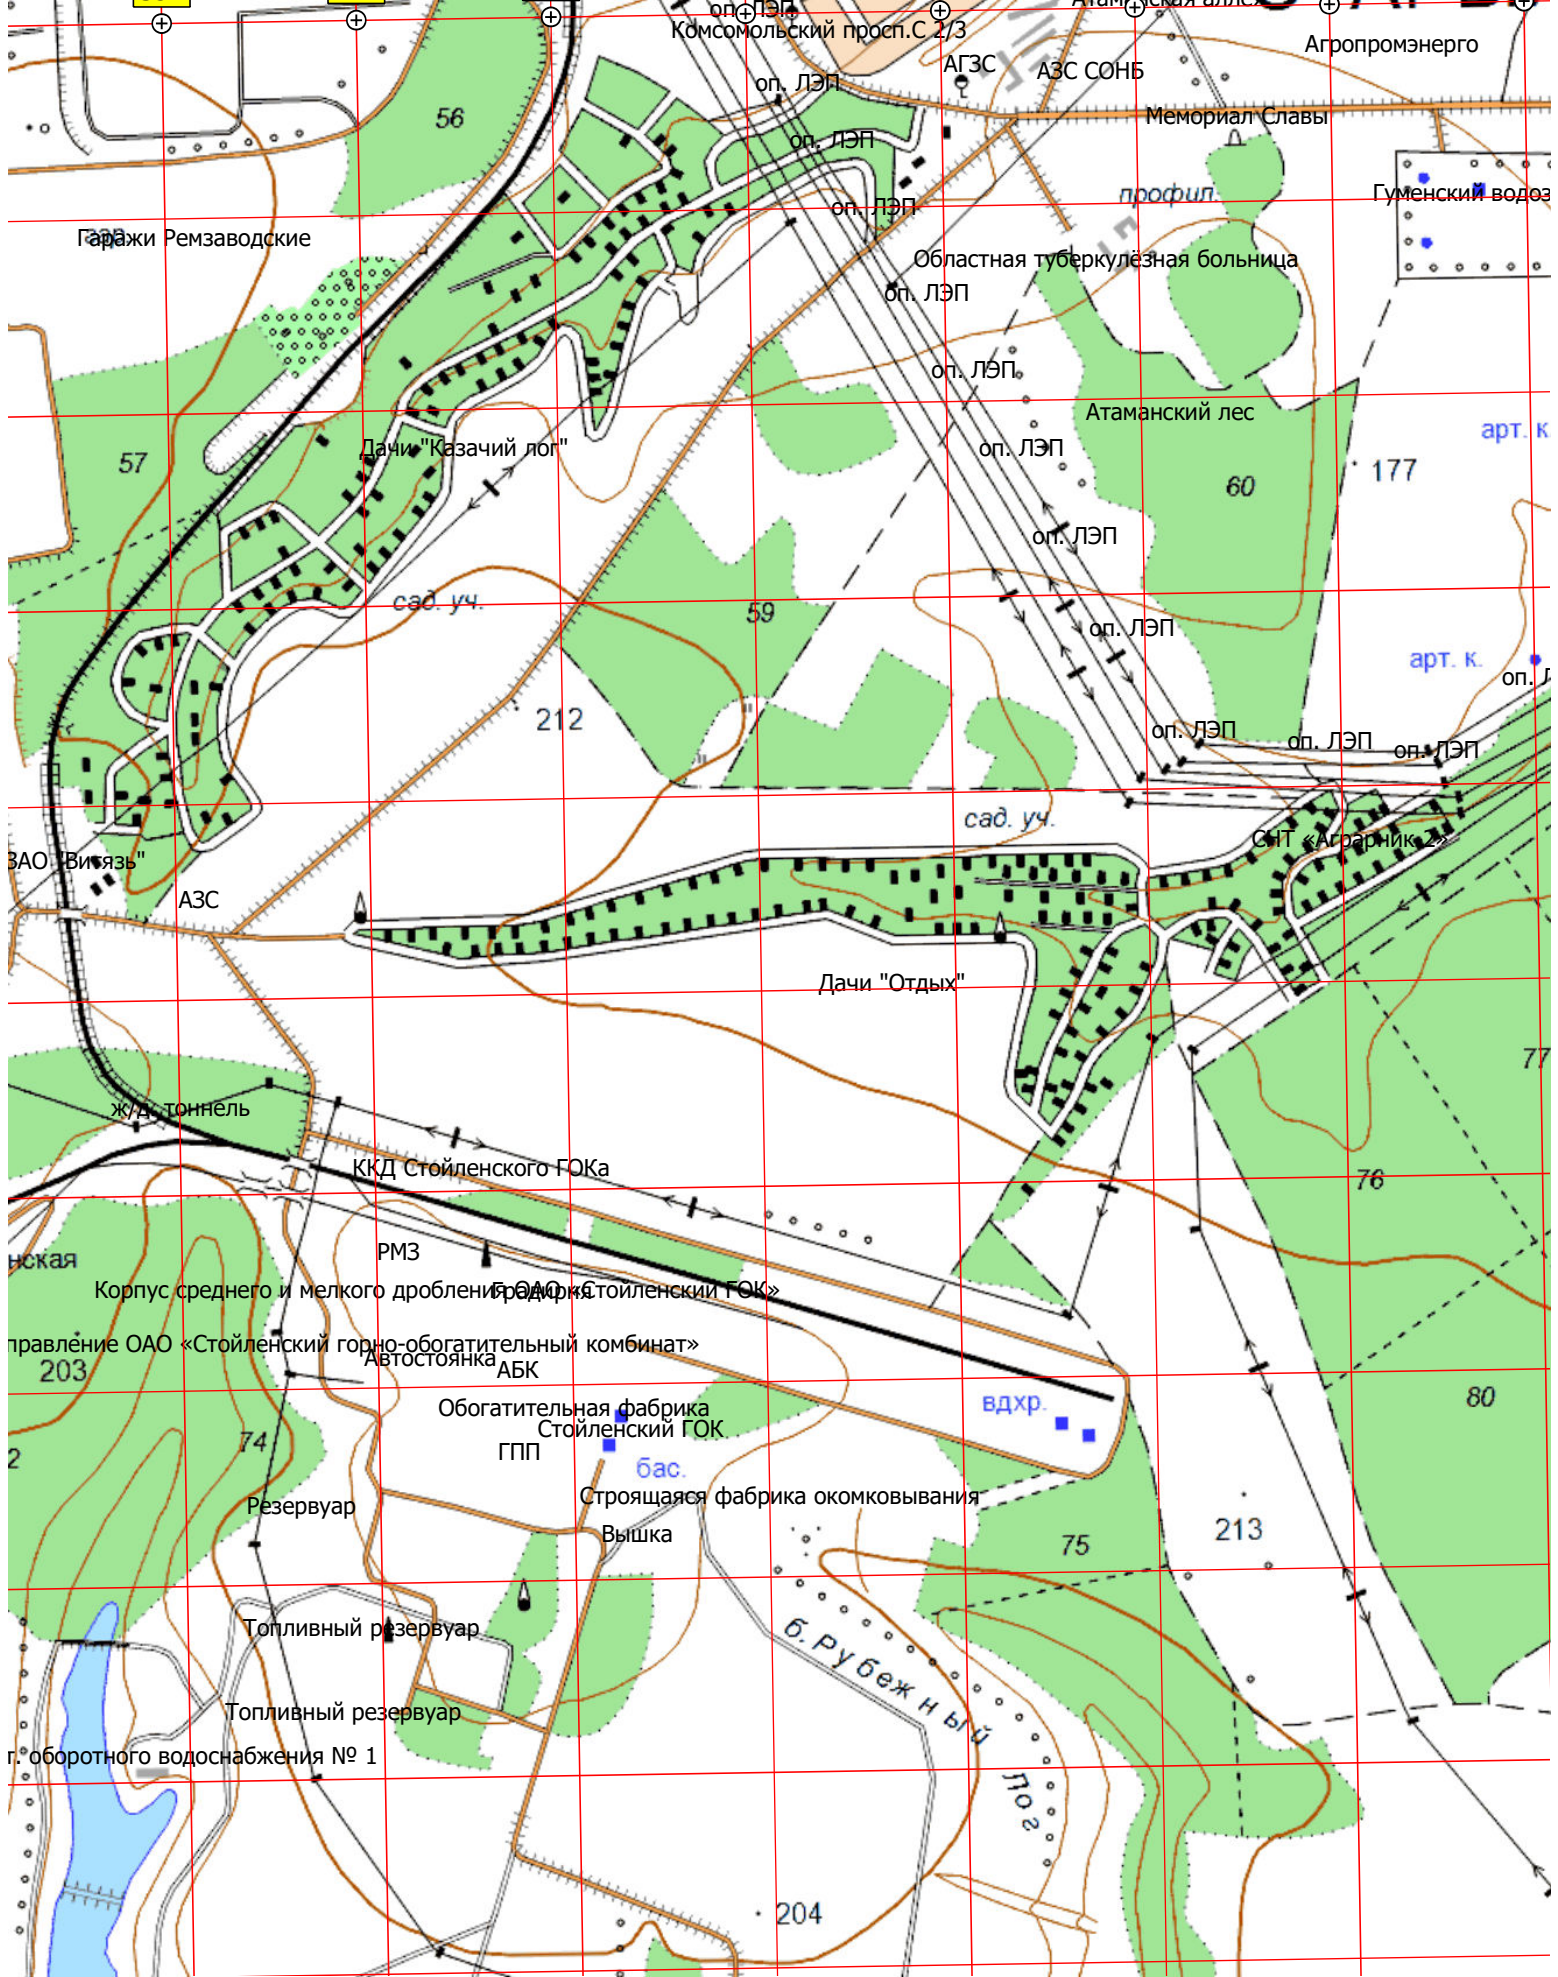 оп. ЛЭП
Атаманская аллея
Комсомольский просп.С 2/3
Агропромэнерго
АГЗС
АЗС СОНБ
оп. ЛЭП
56
Мемориал Славы
оп. ЛЭП
профил.
Гуменский водоз
оп. ЛЭП
Гаражи Ремзаводские
Областная туберкулёзная больница
оп. ЛЭП
оп. ЛЭП
Атаманский лес
арт. к.
Дачи "Казачий лог"
оп. ЛЭП
57
177
60
оп. ЛЭП
сад. уч.
59
оп. ЛЭП
арт. к.
оп. Л
212
оп. ЛЭП
оп. ЛЭП
оп. ЛЭП
сад. уч.
СНТ «Аграрник-2»
ЗАО "Витязь"
АЗС
Дачи "Отдых"
77
ж/д. тоннель
ККД Стойленского ГОКа
76
нская
РМЗ
Корпус среднего и мелкого дробления ОАО «Стойленский ГОК»
Градирня
правление ОАО «Стойленский горно-обогатительный комбинат»
203
Автостоянка
АБК
80
вдхр.
Обогатительная фабрика
Стойленский ГОК
74
ГПП
2
бас.
Строящаяся фабрика окомковывания
Резервуар
Вышка
213
75
Топливный резервуар
б. Рубежный Лог
Топливный резервуар
т. оборотного водоснабжения № 1
204